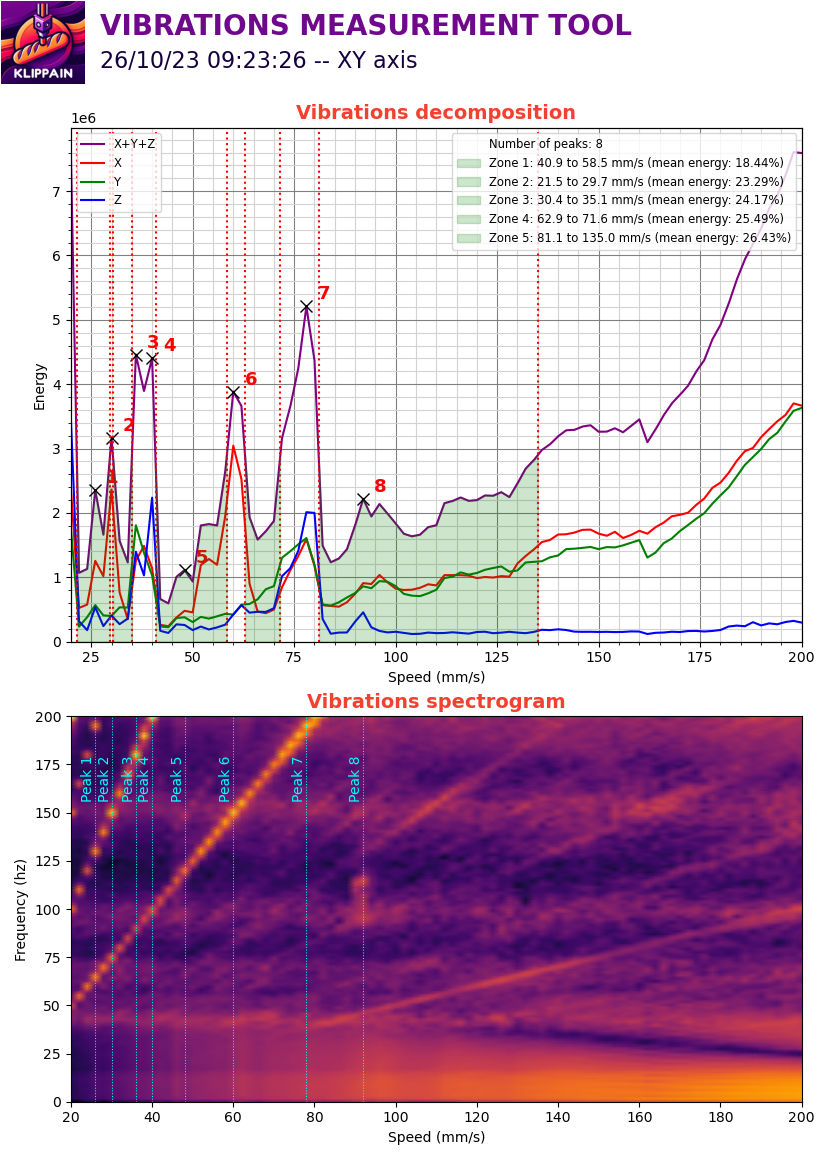 KLIPPAIN
VIBRATIONS MEASUREMENT TOOL
26/10/23 09:23:26 -- XY axis
Vibrations decomposition
1e6
X+Y+Z
X
Y
Z
Number of peaks: 8
Zone 1: 40.9 to 58.5 mm/s (mean energy: 18.44%)
Zone 2: 21.5 to 29.7 mm/s (mean energy: 23.29%)
Zone 3: 30.4 to 35.1 mm/s (mean energy: 24.17%)
Zone 4: 62.9 to 71.6 mm/s (mean energy: 25.49%)
Zone 5: 81.1 to 135.0 mm/s (mean energy: 26.43%)
7
6
5
4
3
2
1
0
Energy
1
2
3
4
5
6
7
8
25
50
75
100
125
150
175
200
Speed (mm/s)
Vibrations spectrogram
200
175
150
125
100
75
50
25
0
Frequency (hz)
Peak 1
Peak 2
Peak 3
Peak 4
Peak 5
Peak 6
Peak 7
Peak 8
20
40
60
80
100
120
140
160
180
200
Speed (mm/s)